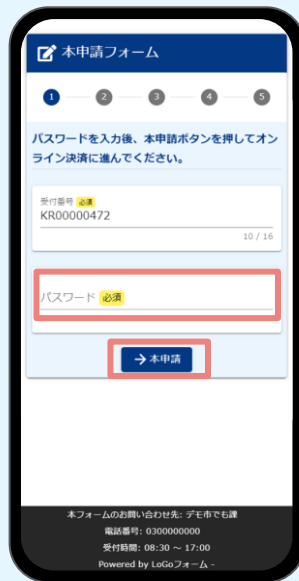 本申請フォーム
1 2 3 4 5
パスワードを入力後、本申請ボタンを押してオン
ライン決済に進んでください。
受付番号 必須
KR00000472
10 / 16
パスワード 必須
→本申請
本フォームのお問い合わせ先: デモ市でも課
電話番号: 0300000000
受付時間: 08:30 ～ 17:00
Powered by LoGoフォーム -